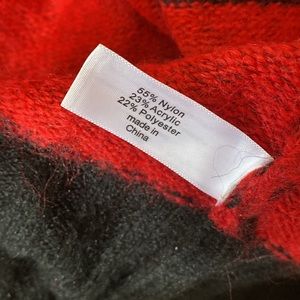 55% Nylon
23% Acrylic
22% Polyester
made in
China